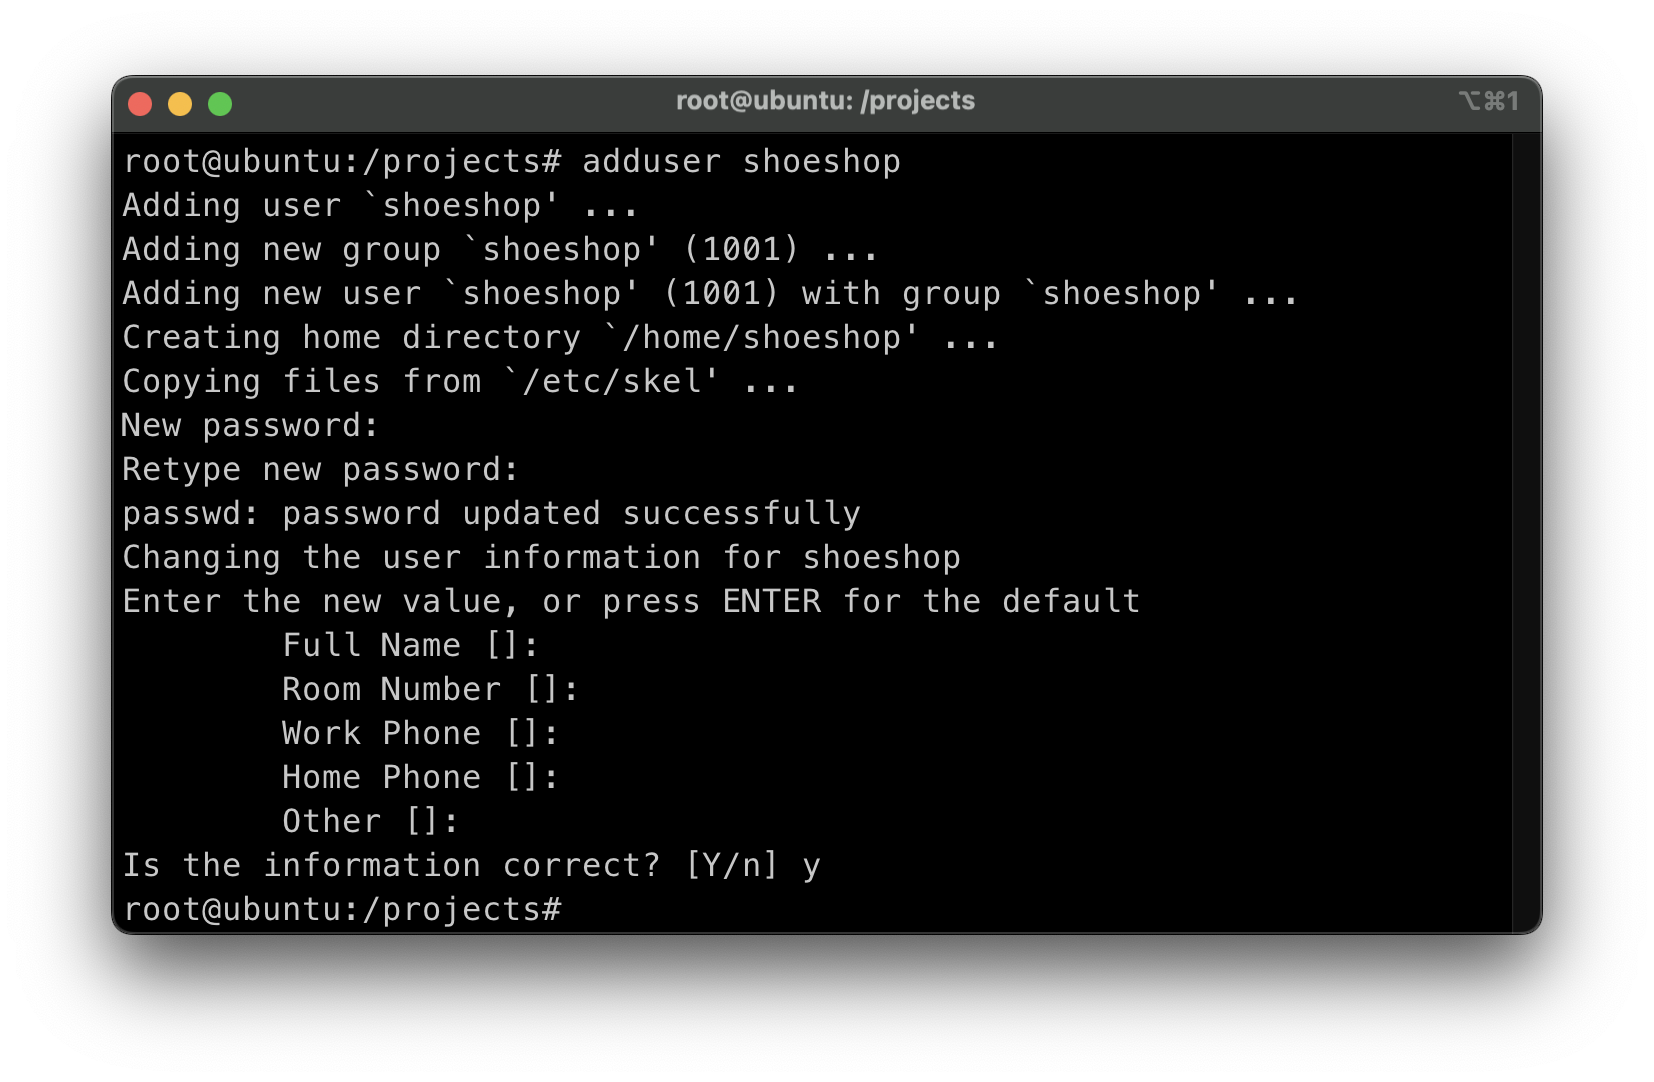 root@ubuntu: /projects
⌥⌘1
root@ubuntu:/projects# adduser shoeshop
Adding user `shoeshop' ...
Adding new group `shoeshop' (1001) ...
Adding new user `shoeshop' (1001) with group `shoeshop' ...
Creating home directory `/home/shoeshop' ...
Copying files from `/etc/skel' ...
New password:
Retype new password:
passwd: password updated successfully
Changing the user information for shoeshop
Enter the new value, or press ENTER for the default
        Full Name []:
        Room Number []:
        Work Phone []:
        Home Phone []:
        Other []:
Is the information correct? [Y/n] y
root@ubuntu:/projects#